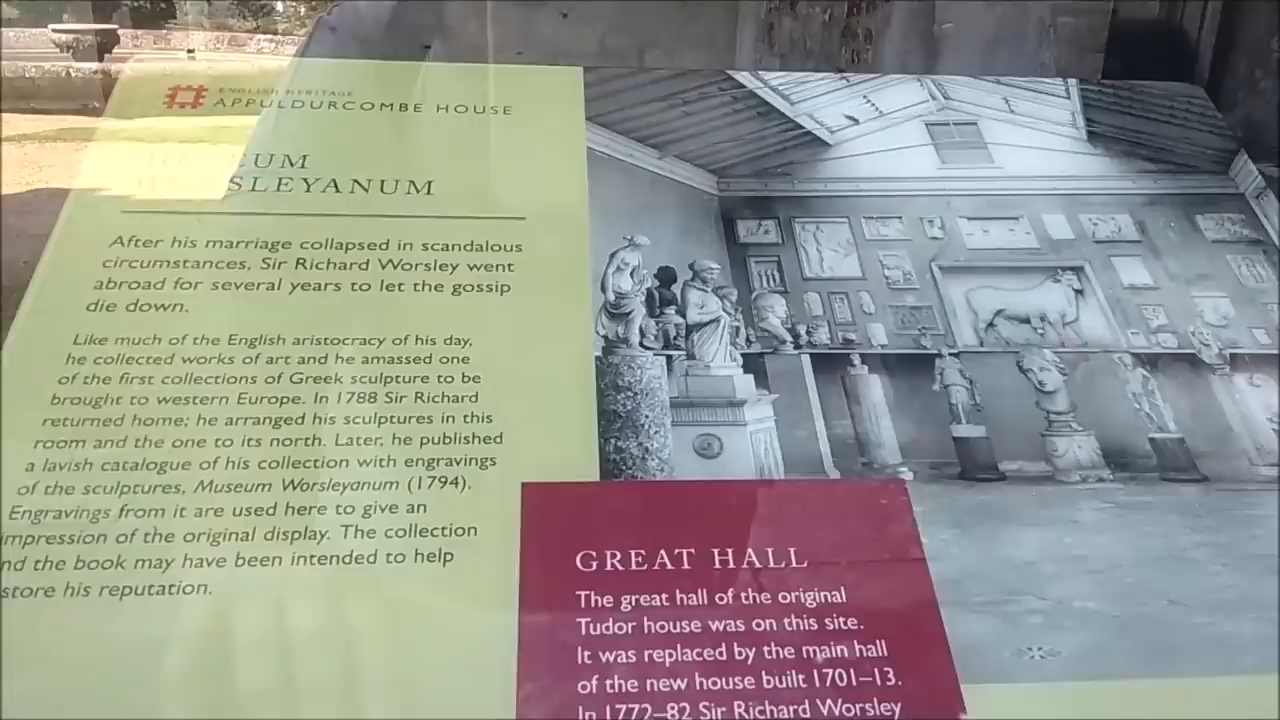 ENGLISH HERITAGE
APPULDURCOMBE HOUSE
SLEYANUM
After his marriage collapsed in scandalous
circumstances, Sir Richard Worsley went
abroad for several years to let the gossip
die down.
Like much of the English aristocracy of his day,
he collected works of art and he amassed one
of the first collections of Greek sculpture to be
brought to western Europe. In 1788 Sir Richard
returned home; he arranged his sculptures in this
room and the one to its north. Later, he published
a lavish catalogue of his collection with engravings
of the sculptures, Museum Worsleyanum (1794).
Engravings from it are used here to give an
mpression of the original display. The collection
nd the book may have been intended to help
store his reputation.
GREAT HALL
The great hall of the original
Tudor house was on this site.
It was replaced by the main hall
of the new house built 1701–13.
In 1772–82 Sir Richard Worsley